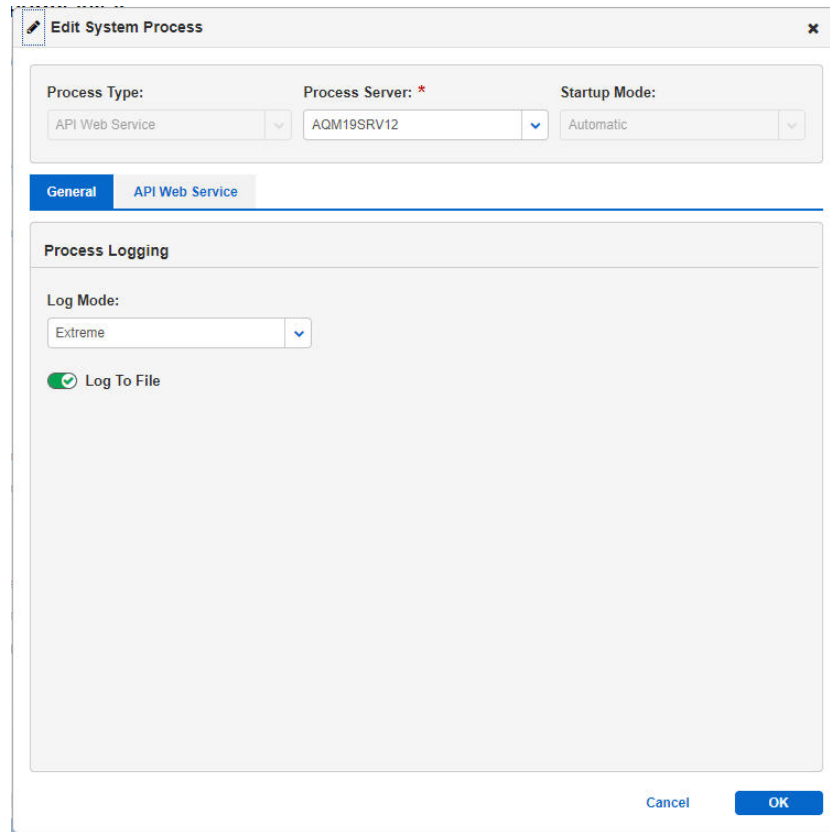 Edit System Process
Process Type: Process Server: * Startup Mode:
API Web Service AQM19SRV12 Automatic
General API Web Service
Process Logging
Log Mode:
Extreme
Log To File
Cancel OK